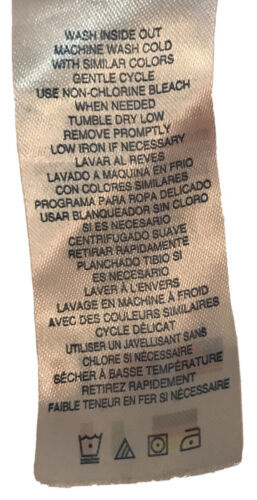 WASH INSIDE OUT
MACHINE WASH COLD
WITH SIMILAR COLORS
GENTLE CYCLE
USE NON-CHLORINE BLEACH
WHEN NEEDED
TUMBLE DRY LOW
REMOVE PROMPTLY
LOW IRON IF NECESSARY
LAVAR AL REVES
LAVADO A MAQUINA EN FRIO
CON COLORES SIMILARES
PROGRAMA PARA ROPA DELICADO
USAR BLANQUEADOR SIN CLORO
SI ES NECESARIO
CENTRIFUGADO SUAVE
RETIRAR RAPIDAMENTE
PLANCHADO TIBIO SI
ES NECESARIO
LAVER À L'ENVERS
LAVAGE EN MACHINE À FROID
AVEC DES COULEURS SIMILAIRES
CYCLE DÉLICAT
UTILISER UN JAVELLISANT SANS
CHLORE SI NÉCESSAIRE
SÉCHER À BASSE TEMPÉRATURE
RETIREZ RAPIDEMENT
FAIBLE TENEUR EN FER SI NÉCESSAIRE